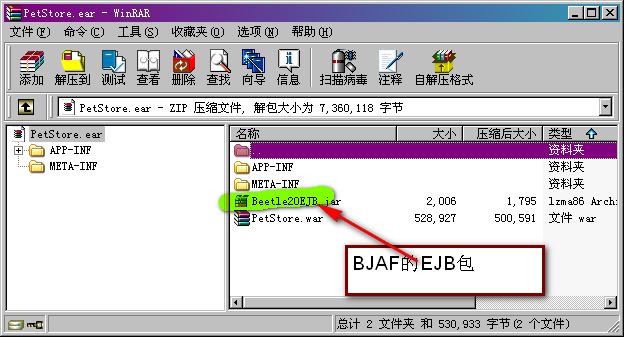 PetStore.ear - WinRAR
文件(F) 命令(C) 工具(S) 收藏夹(O) 选项(N) 帮助(H)
添加 解压到 测试 查看 删除 查找 向导 信息 扫描病毒 注释 自解压格式
PetStore.ear - ZIP 压缩文件, 解包大小为 7,360,118 字节
PetStore.ear
APP-INF
META-INF
名称 大小 压缩后大小 类型
.. 资料夹
APP-INF 资料夹
META-INF 资料夹
Beetle20EJB.jar 2,006 1,795 lzma86 Archi
PetStore.war 528,927 500,591 文件 war
BJAF的EJB包
总计 2 文件夹 和 530,933 字节(2 个文件)